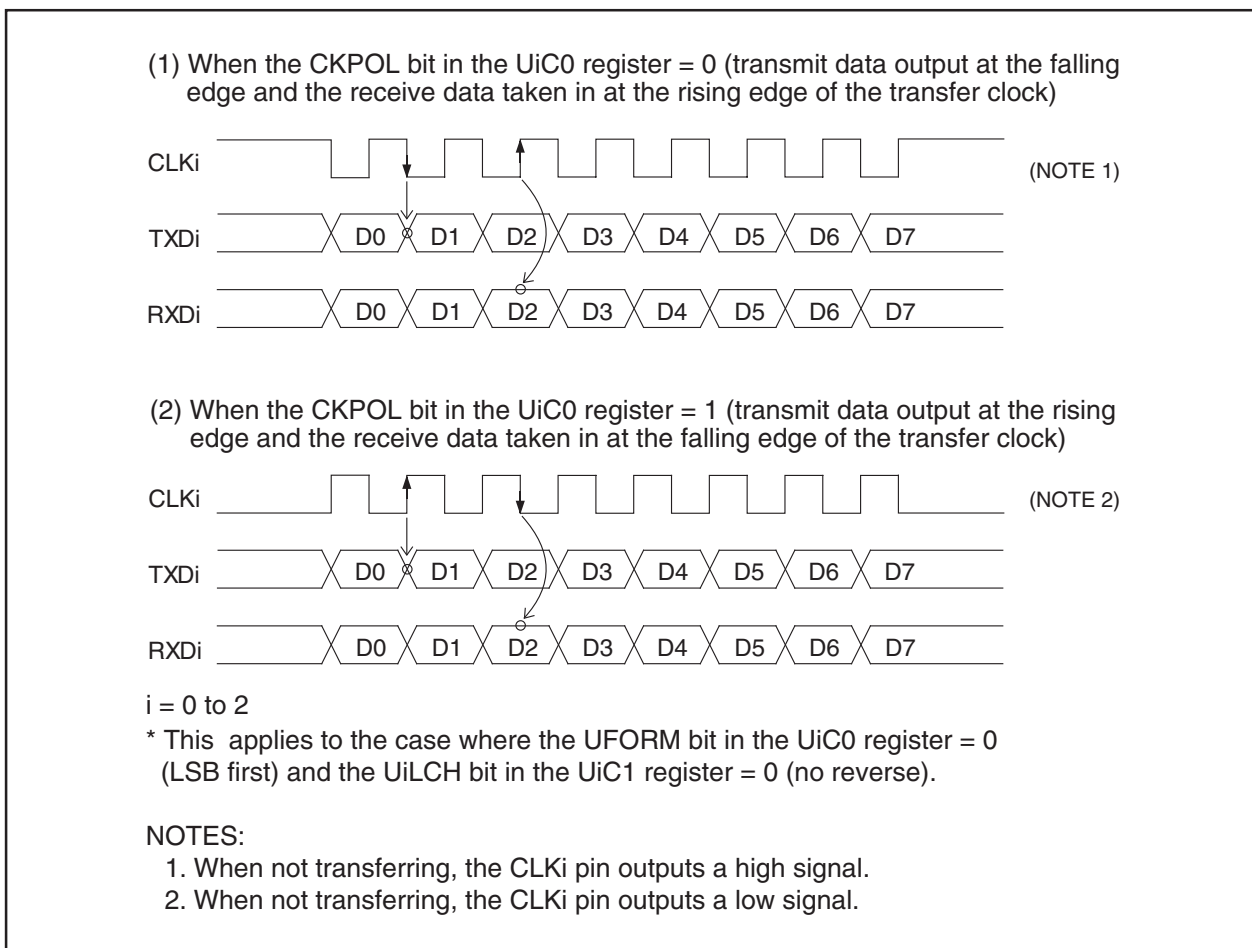 (1) When the CKPOL bit in the UiC0 register = 0 (transmit data output at the falling
edge and the receive data taken in at the rising edge of the transfer clock)
CLKi
(NOTE 1)
TXDi D0 D1 D2 D3 D4 D5 D6 D7
RXDi D0 D1 D2 D3 D4 D5 D6 D7
(2) When the CKPOL bit in the UiC0 register = 1 (transmit data output at the rising
edge and the receive data taken in at the falling edge of the transfer clock)
CLKi
(NOTE 2)
TXDi D0 D1 D2 D3 D4 D5 D6 D7
RXDi D0 D1 D2 D3 D4 D5 D6 D7
i = 0 to 2
* This applies to the case where the UFORM bit in the UiC0 register = 0
(LSB first) and the UiLCH bit in the UiC1 register = 0 (no reverse).
NOTES:
1. When not transferring, the CLKi pin outputs a high signal.
2. When not transferring, the CLKi pin outputs a low signal.